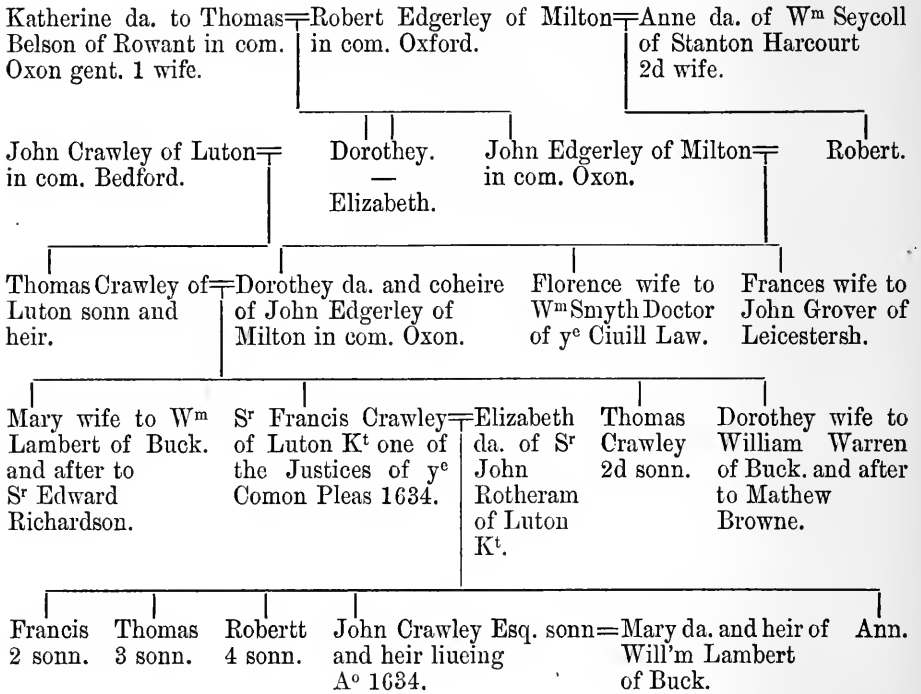 Katherine da. to Thomas Belson of Rowant in com. Oxon gent. 1 wife.
Robert Edgerley of Milton in com. Oxford.
Anne da. of Wᵐ Seycoll of Stanton Harcourt 2d wife.
John Crawley of Luton in com. Bedford.
Dorothey.
—
Elizabeth.
John Edgerley of Milton in com. Oxon.
Robert.
Thomas Crawley of Luton sonn and heir.
Dorothey da. and coheire of John Edgerley of Milton in com. Oxon.
Florence wife to Wᵐ Smyth Doctor of yᵉ Ciuill Law.
Frances wife to John Grover of Leicestersh.
Mary wife to Wᵐ Lambert of Buck. and after to Sʳ Edward Richardson.
Sʳ Francis Crawley of Luton Kᵗ one of the Justices of yᵉ Comon Pleas 1634.
Elizabeth da. of Sʳ John Rotheram of Luton Kᵗ.
Thomas Crawley 2d sonn.
Dorothey wife to William Warren of Buck. and after to Mathew Browne.
Francis 2 sonn.
Thomas 3 sonn.
Robertt 4 sonn.
John Crawley Esq. sonn and heir liueing Aº 1634.
Mary da. and heir of Will'm Lambert of Buck.
Ann.